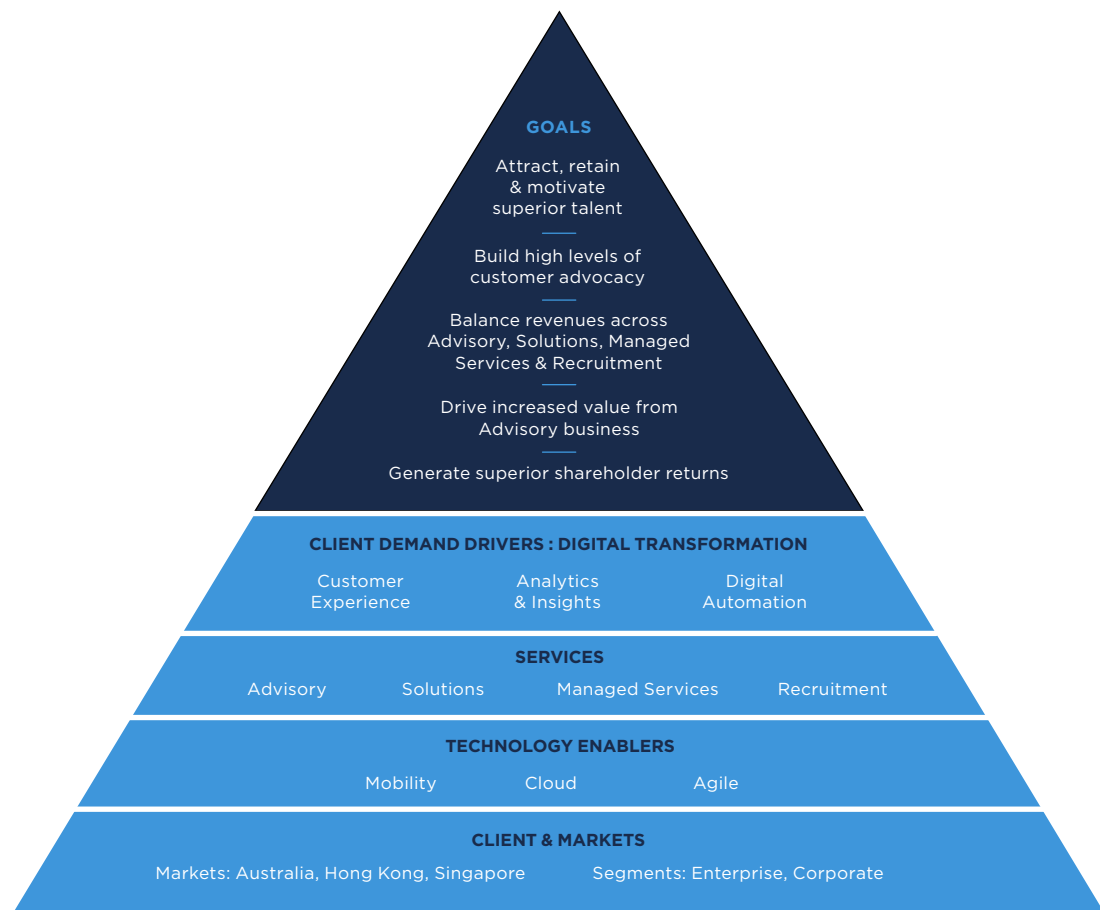 GOALS
Attract, retain
& motivate
superior talent
Build high levels of
customer advocacy
Balance revenues across
Advisory, Solutions, Managed
Services & Recruitment
Drive increased value from
Advisory business
Generate superior shareholder returns
CLIENT DEMAND DRIVERS : DIGITAL TRANSFORMATION
Customer
Experience
Analytics
& Insights
Digital
Automation
SERVICES
Advisory Solutions Managed Services Recruitment
TECHNOLOGY ENABLERS
Mobility Cloud Agile
CLIENT & MARKETS
Markets: Australia, Hong Kong, Singapore Segments: Enterprise, Corporate